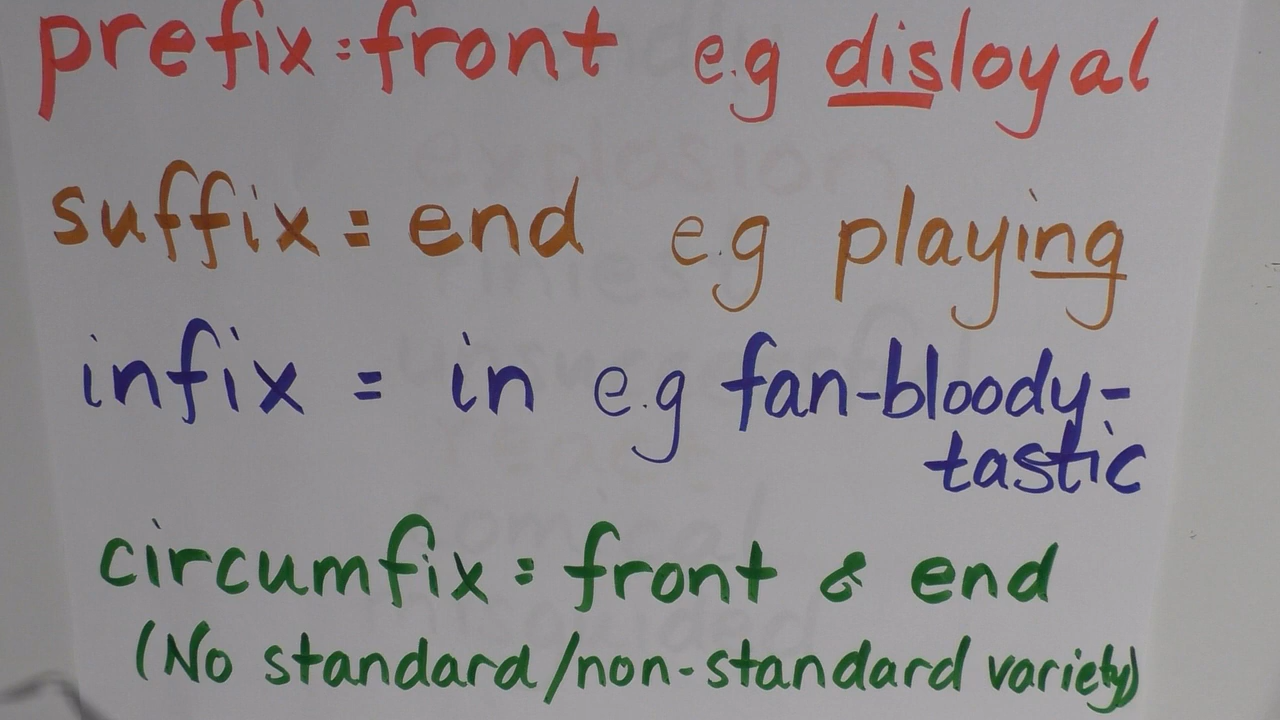 prefix = front e.g disloyal
suffix = end e.g playing
infix = in e.g fan-bloody-
tastic
circumfix = front & end
(No standard/non-standard variety)